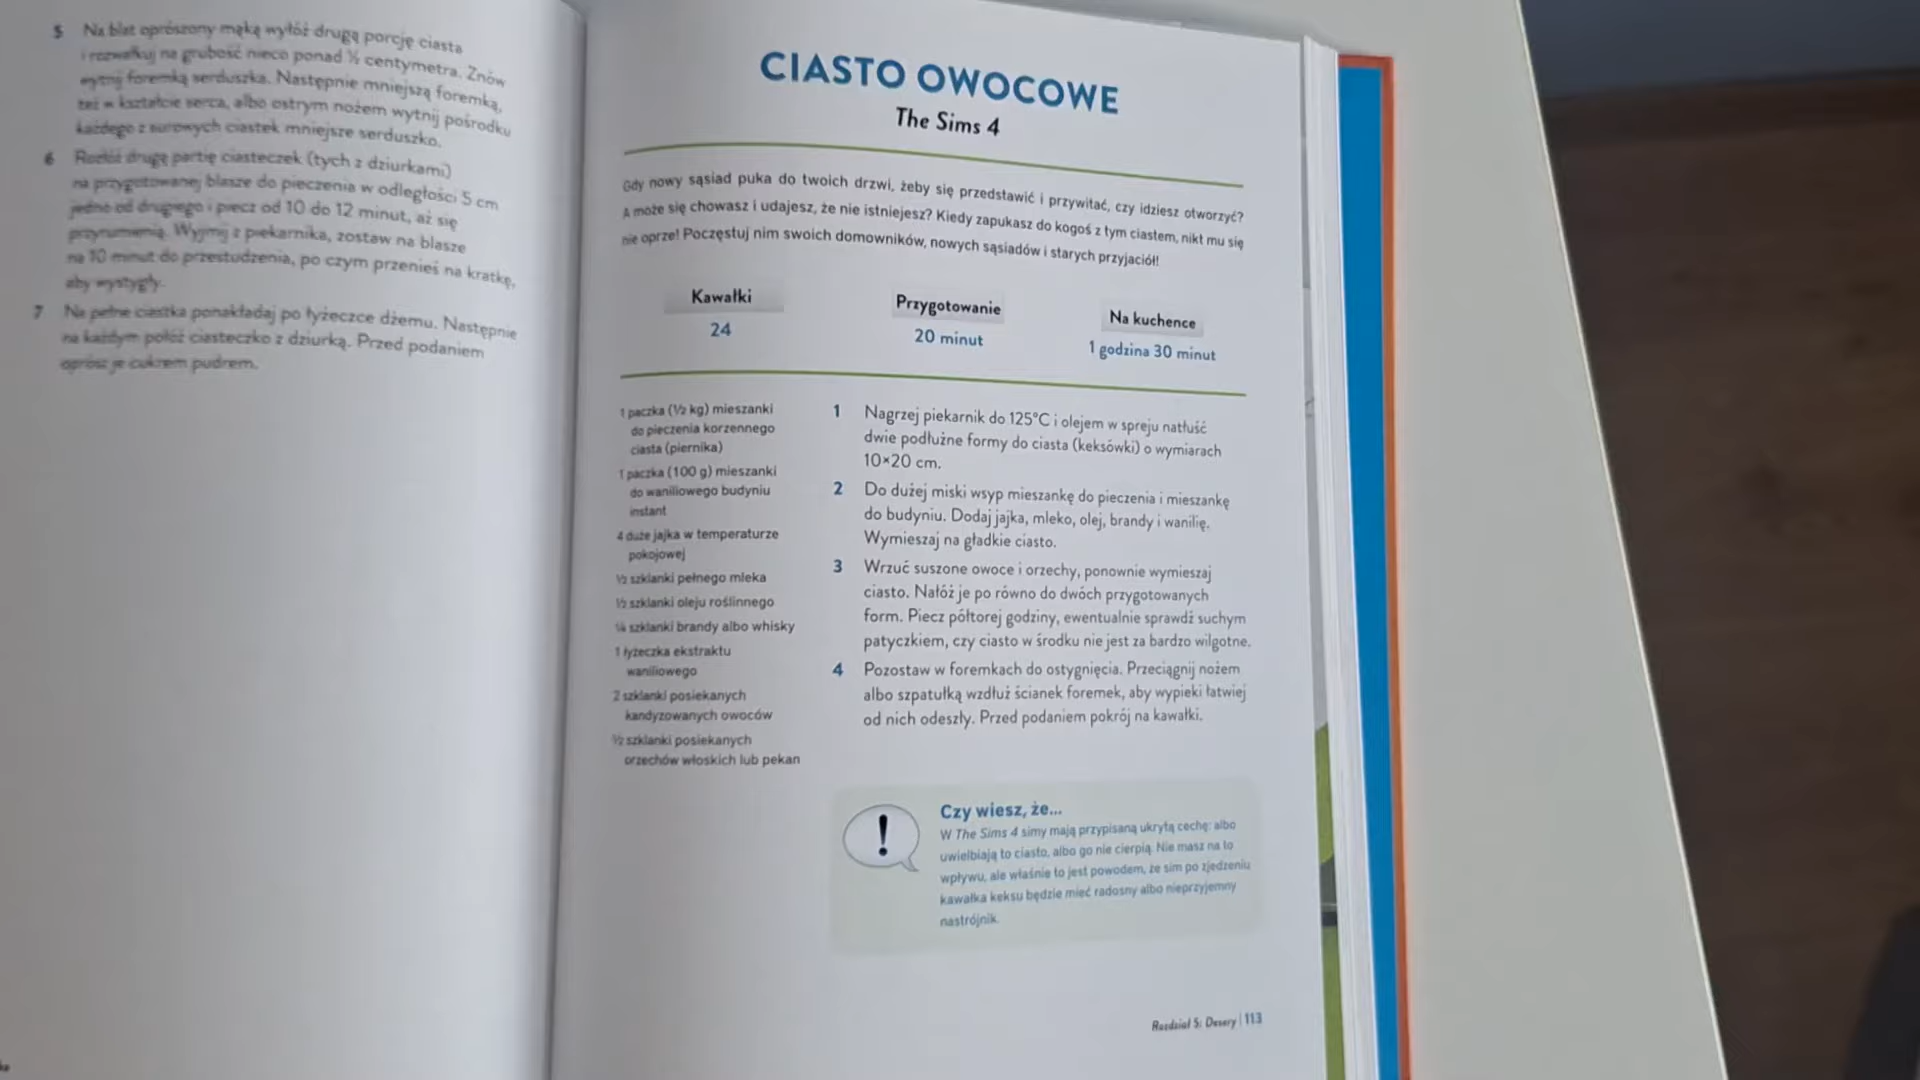 5 Na blat oprószony mąką wyłóż drugą porcję ciasta
i rozwałkuj na grubość nieco ponad ½ centymetra. Znów
wytnij foremką serduszka. Następnie mniejszą foremką,
też w kształcie serca, albo ostrym nożem wytnij pośrodku
każdego z surowych ciastek mniejsze serduszko.
6 Rozłóż drugą partię ciasteczek (tych z dziurkami)
na przygotowanej blasze do pieczenia w odległości 5 cm
jedno od drugiego i piecz od 10 do 12 minut, aż się
przyrumienią. Wyjmij z piekarnika, zostaw na blasze
na 10 minut do przestudzenia, po czym przenieś na kratkę,
aby wystygły.
7 Na pełne ciastka ponakładaj po łyżeczce dżemu. Następnie
na każdym połóż ciasteczko z dziurką. Przed podaniem
oprósz je cukrem pudrem.
CIASTO OWOCOWE
The Sims 4
Gdy nowy sąsiad puka do twoich drzwi, żeby się przedstawić i przywitać, czy idziesz otworzyć?
A może się chowasz i udajesz, że nie istniejesz? Kiedy zapukasz do kogoś z tym ciastem, nikt mu się
nie oprze! Poczęstuj nim swoich domowników, nowych sąsiadów i starych przyjaciół!
Kawałki
24
Przygotowanie
20 minut
Na kuchence
1 godzina 30 minut
1 paczka (½ kg) mieszanki
do pieczenia korzennego
ciasta (piernika)
1 paczka (100 g) mieszanki
do waniliowego budyniu
instant
4 duże jajka w temperaturze
pokojowej
½ szklanki pełnego mleka
½ szklanki oleju roślinnego
¼ szklanki brandy albo whisky
1 łyżeczka ekstraktu
waniliowego
2 szklanki posiekanych
kandyzowanych owoców
½ szklanki posiekanych
orzechów włoskich lub pekan
1 Nagrzej piekarnik do 125°C i olejem w spreju natłuść
dwie podłużne formy do ciasta (keksówki) o wymiarach
10×20 cm.
2 Do dużej miski wsyp mieszankę do pieczenia i mieszankę
do budyniu. Dodaj jajka, mleko, olej, brandy i wanilię.
Wymieszaj na gładkie ciasto.
3 Wrzuć suszone owoce i orzechy, ponownie wymieszaj
ciasto. Nałóż je po równo do dwóch przygotowanych
form. Piecz półtorej godziny, ewentualnie sprawdź suchym
patyczkiem, czy ciasto w środku nie jest za bardzo wilgotne.
4 Pozostaw w foremkach do ostygnięcia. Przeciągnij nożem
albo szpatułką wzdłuż ścianek foremek, aby wypieki łatwiej
od nich odeszły. Przed podaniem pokrój na kawałki.
!
Czy wiesz, że...
W The Sims 4 simy mają przypisaną ukrytą cechę: albo
uwielbiają to ciasto, albo go nie cierpią. Nie masz na to
wpływu, ale właśnie to jest powodem, że sim po zjedzeniu
kawałka keksu będzie mieć radosny albo nieprzyjemny
nastrójnik.
Rozdział 5: Desery | 113